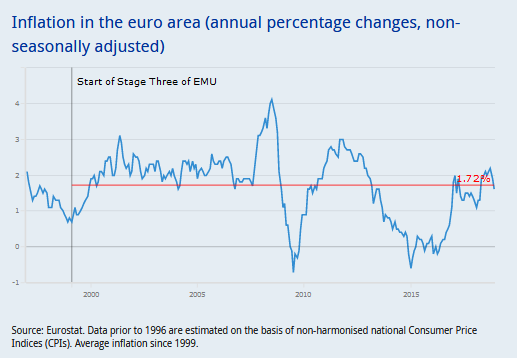 Inflation in the euro area (annual percentage changes, non-
seasonally adjusted)
Start of Stage Three of EMU
4
3
2
1.72%
1
0
-1
2000 2005 2010 2015
Source: Eurostat. Data prior to 1996 are estimated on the basis of non-harmonised national Consumer Price
Indices (CPIs). Average inflation since 1999.